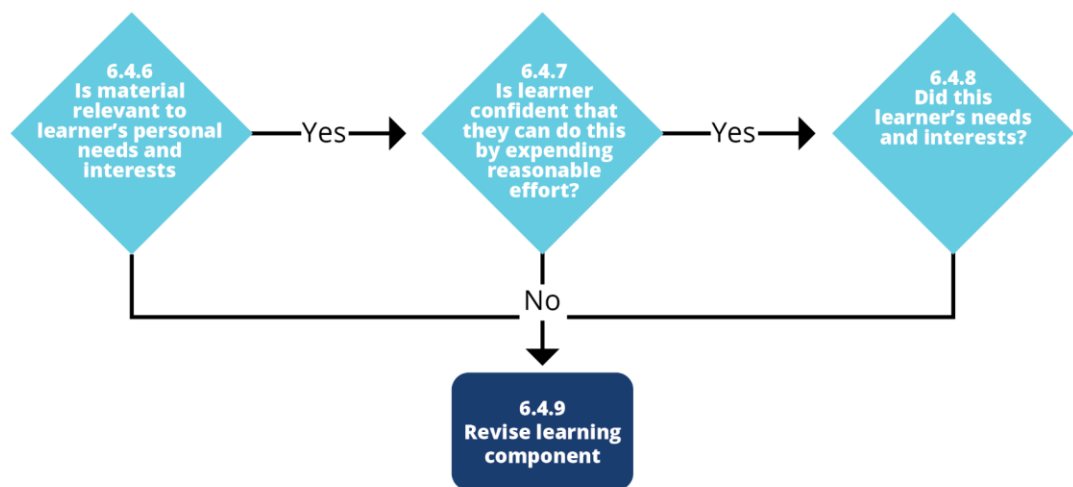 6.4.6
Is material
relevant to
learner’s personal
needs and
interests
Yes
6.4.7
Is learner
confident that
they can do this
by expending
reasonable
effort?
Yes
6.4.8
Did this
learner’s needs
and interests?
No
6.4.9
Revise learning
component